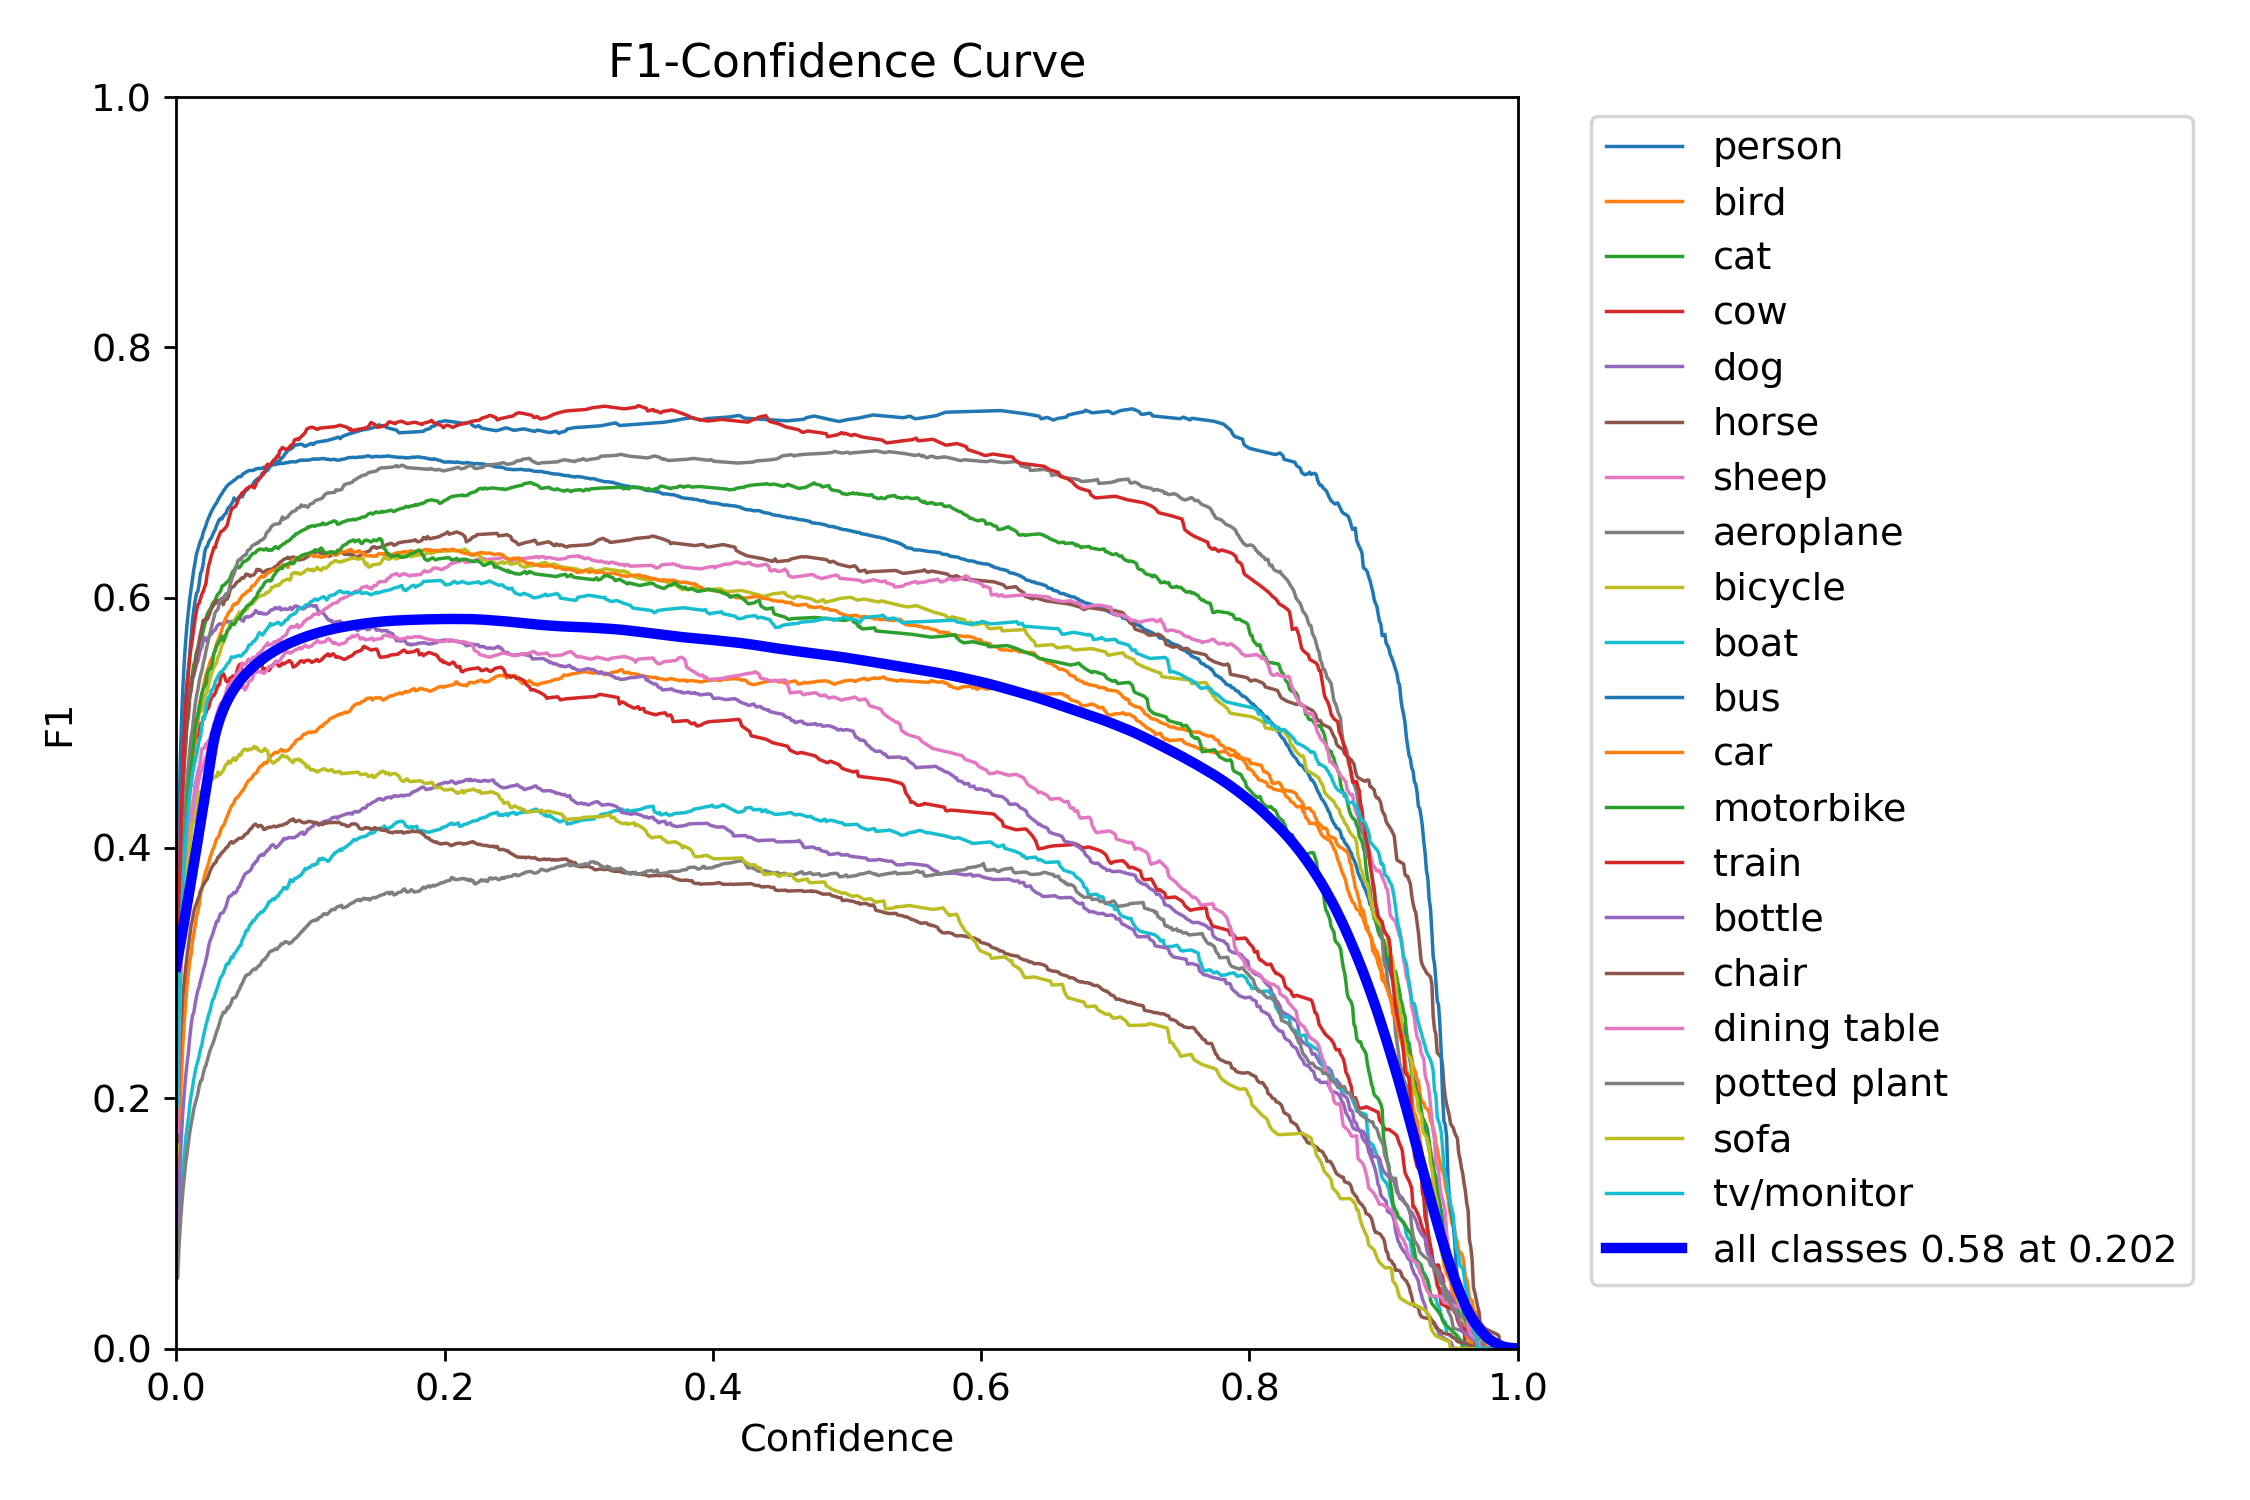 F1-Confidence Curve
1.0
0.8
0.6
0.4
0.2
0.0
F1
0.0 0.2 0.4 0.6 0.8 1.0
Confidence
person
bird
cat
cow
dog
horse
sheep
aeroplane
bicycle
boat
bus
car
motorbike
train
bottle
chair
dining table
potted plant
sofa
tv/monitor
all classes 0.58 at 0.202